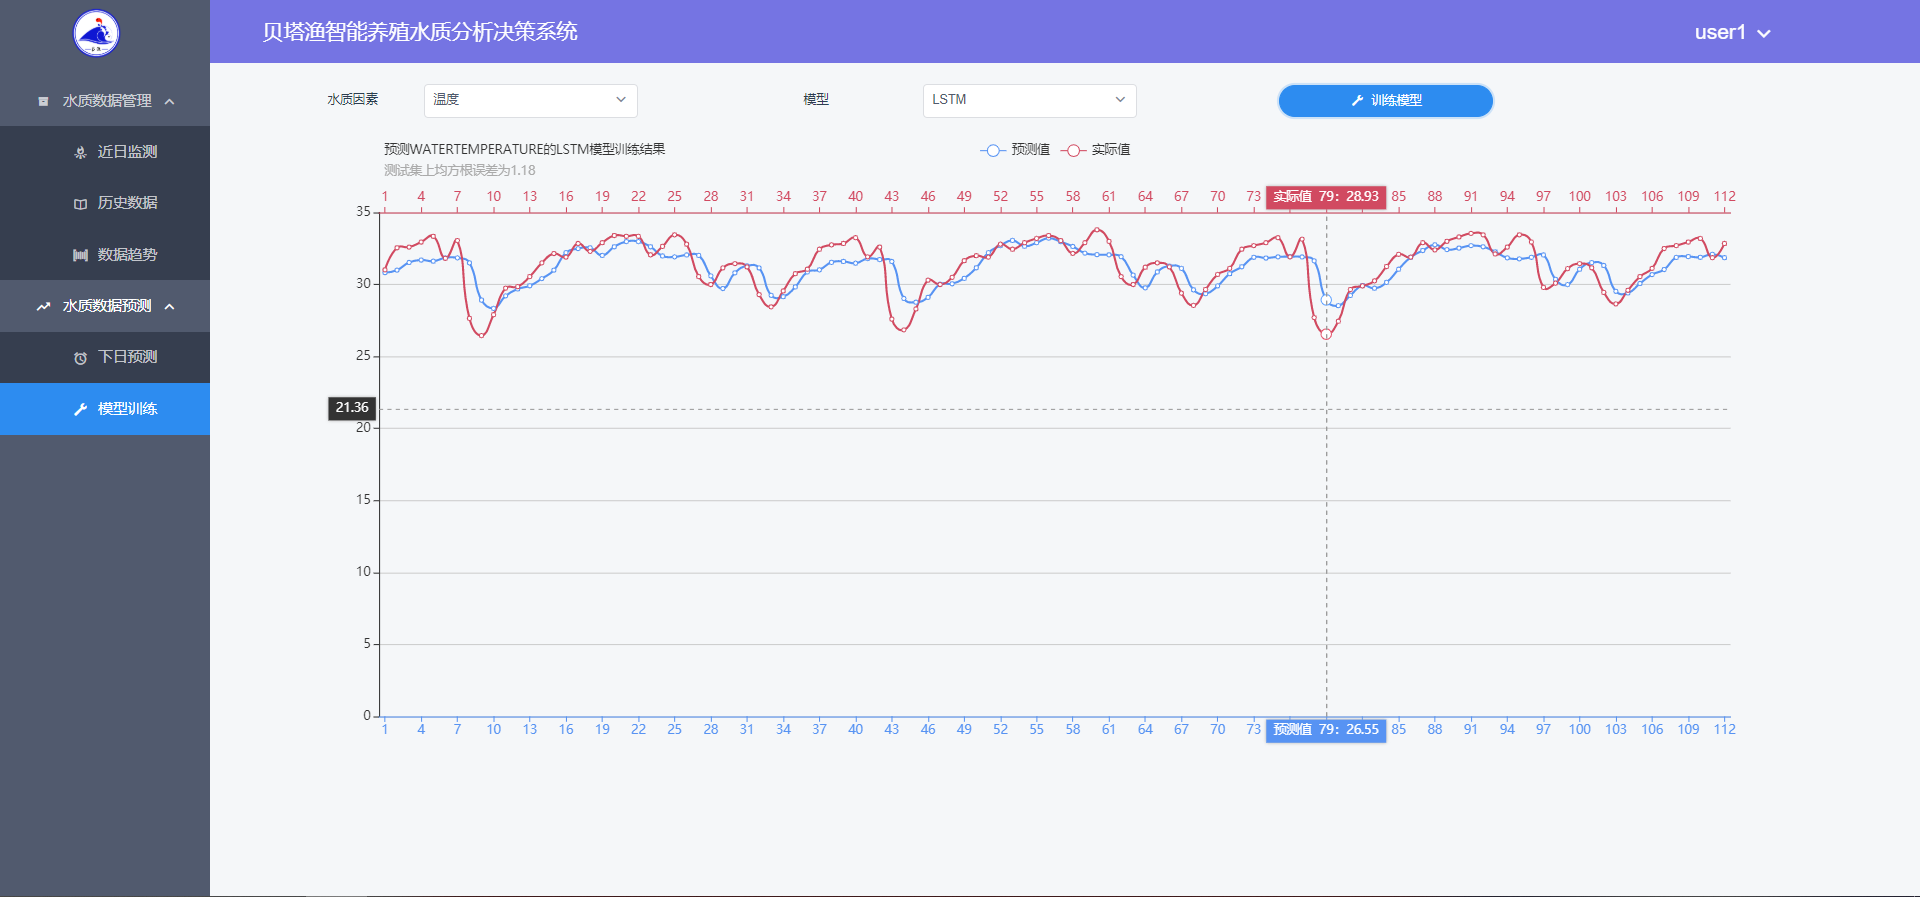 贝塔渔智能养殖水质分析决策系统
user1
水质数据管理
近日监测
历史数据
数据趋势
水质数据预测
下日预测
模型训练
水质因素
温度
模型
LSTM
训练模型
预测WATERTEMPERATURE的LSTM模型训练结果
测试集上均方根误差为1.18
预测值
实际值
1 4 7 10 13 16 19 22 25 28 31 34 37 40 43 46 49 52 55 58 61 64 67 70 73 实际值 79: 28.93 85 88 91 94 97 100 103 106 109 112
35
30
25
21.36
20
15
10
5
0
1 4 7 10 13 16 19 22 25 28 31 34 37 40 43 46 49 52 55 58 61 64 67 70 73 预测值 79: 26.55 85 88 91 94 97 100 103 106 109 112